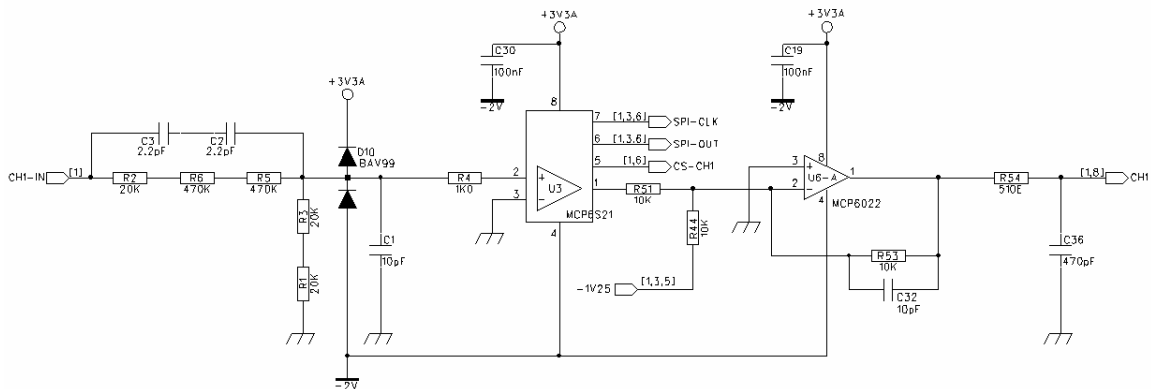 +3V3A
+3V3A
C30
100nF
-2V
C19
100nF
-2V
+3V3A
8
7 [1,3,6] SPI-CLK
6 [1,3,6] SPI-OUT
5 [1,6] CS-CH1
C3
2.2pF
C2
2.2pF
D10
BAV99
CH1-IN [1]
R2
20K
R6
470K
R5
470K
R4
1K0
2
+
3
-
U3
1
MCP6S21
4
R51
10K
3
+
2
-
8
U6-A
1
4
MCP6022
R54
510E
[1,8] CH1
R3
20K
R1
20K
C1
10pF
R44
10K
-1V25 [1,3,5]
R53
10K
C32
10pF
C36
470pF
-2V